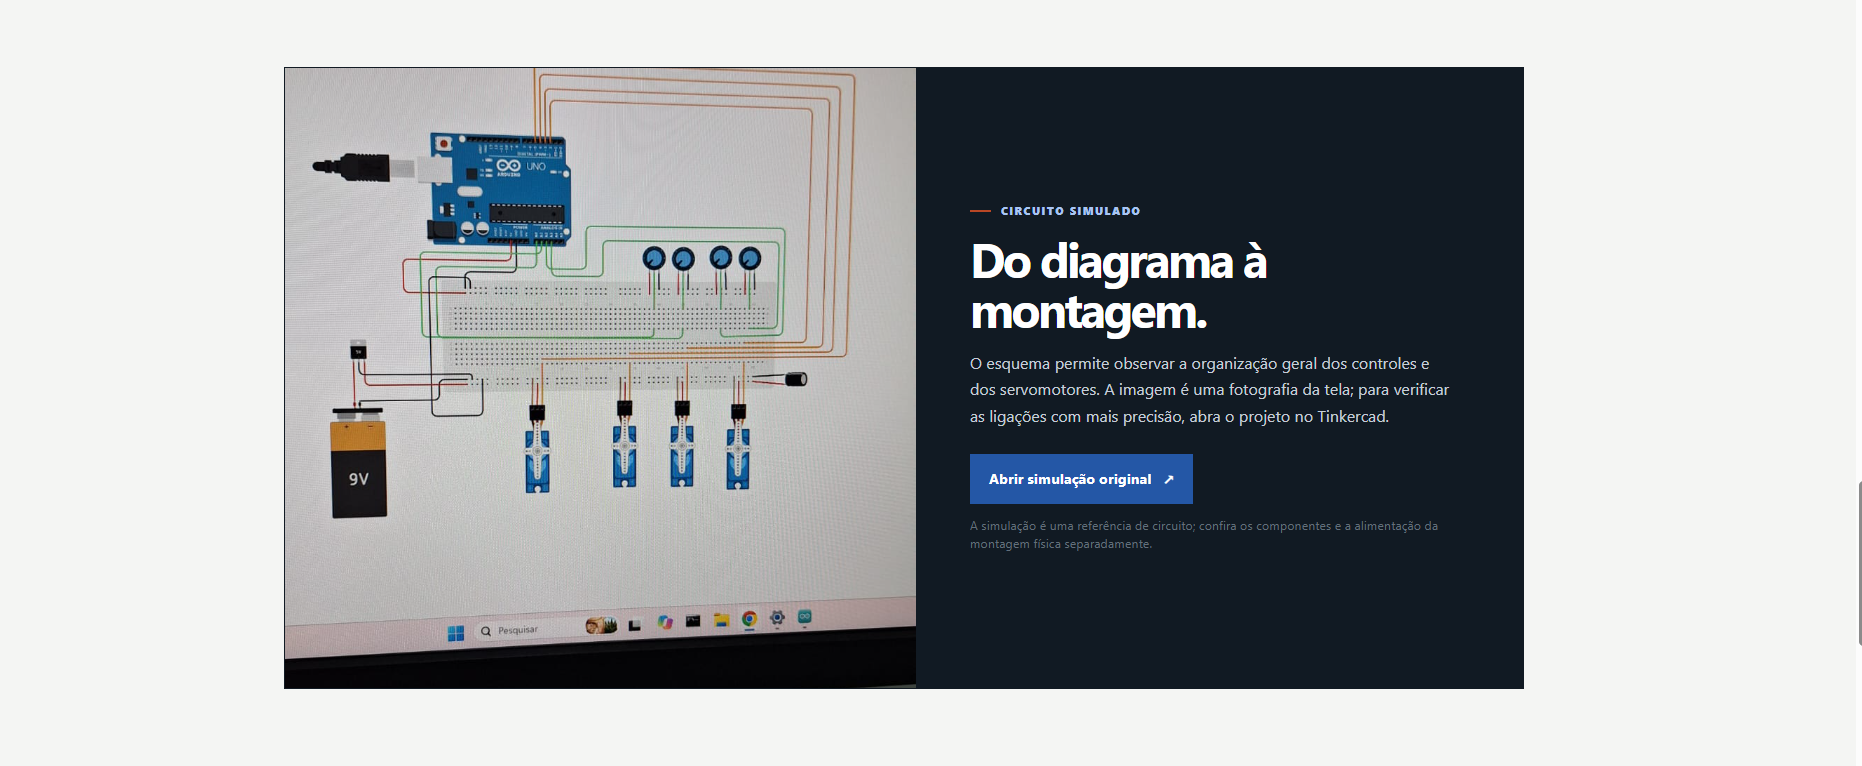 UNO
ARDUINO
9V
Pesquisar
CIRCUITO SIMULADO
Do diagrama à
montagem.
O esquema permite observar a organização geral dos controles e
dos servomotores. A imagem é uma fotografia da tela; para verificar
as ligações com mais precisão, abra o projeto no Tinkercad.
Abrir simulação original ↗
A simulação é uma referência de circuito; confira os componentes e a alimentação da
montagem física separadamente.